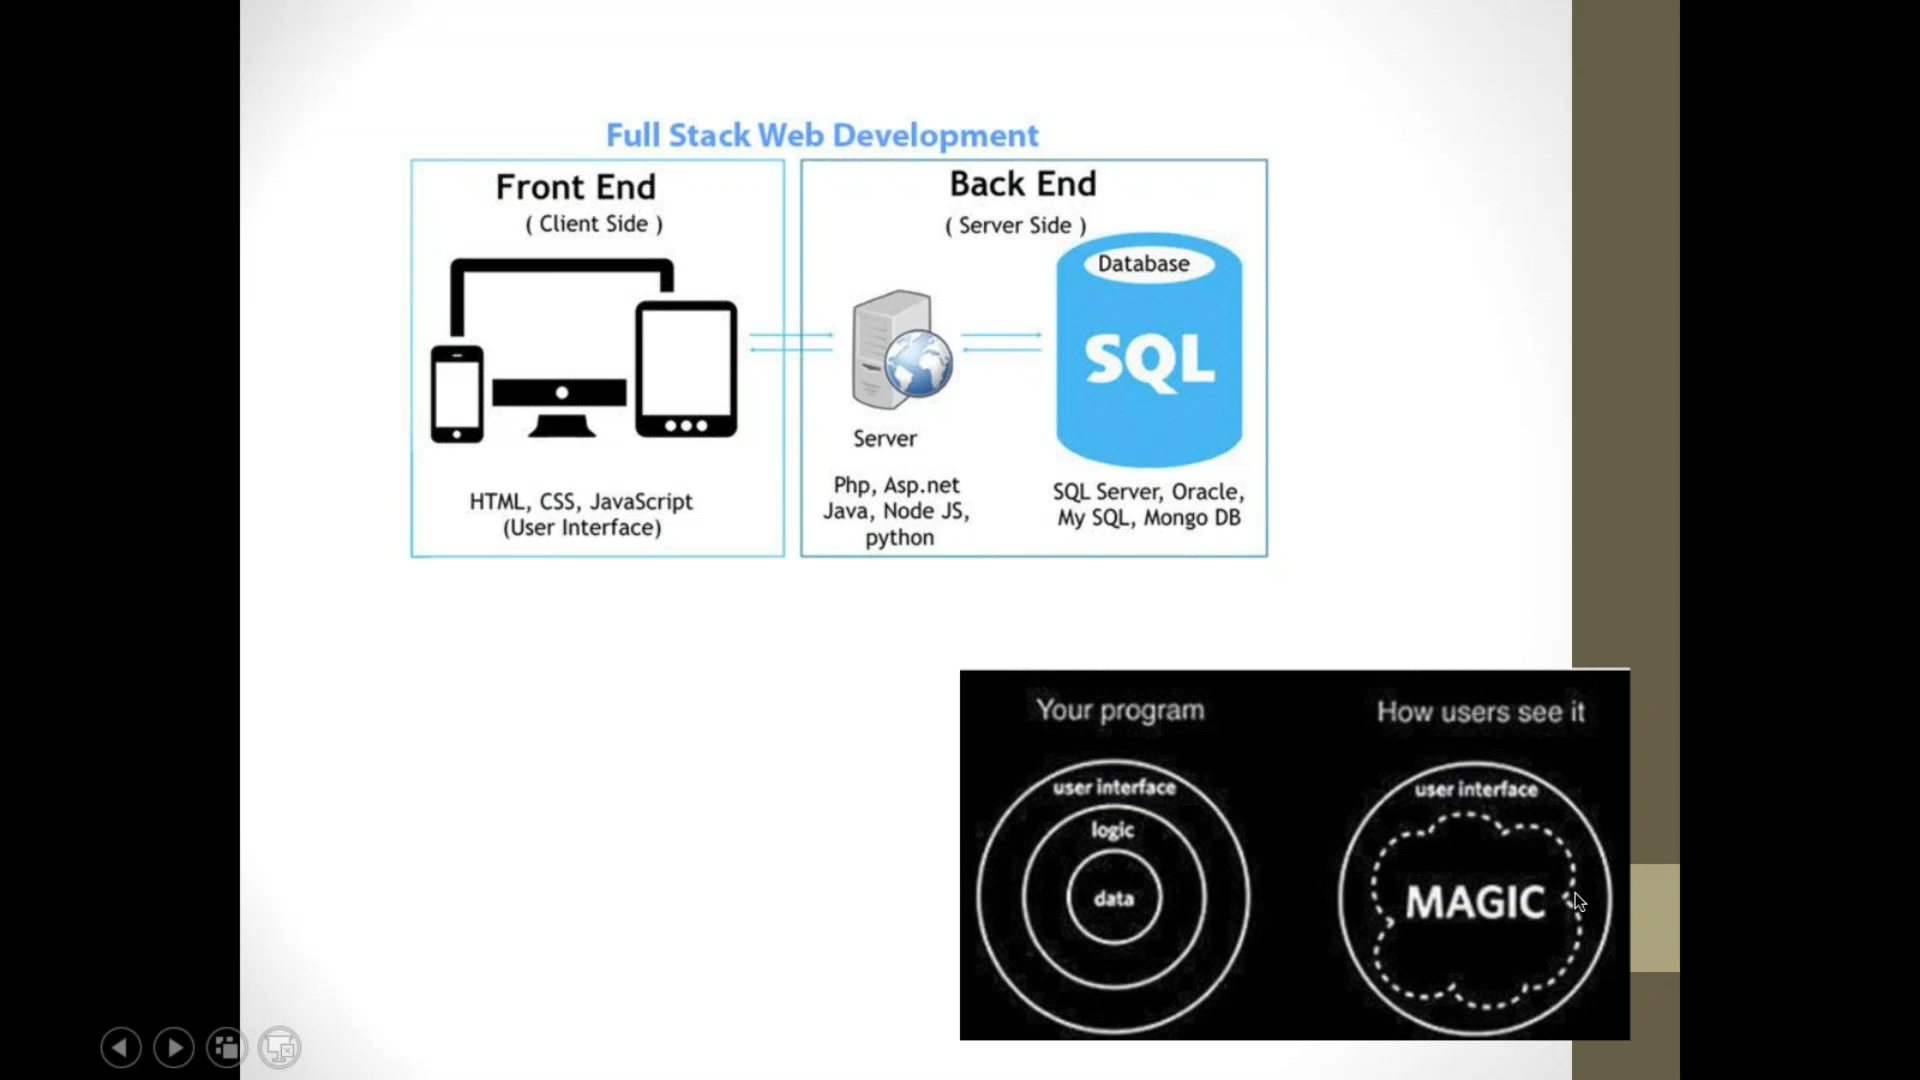 Full Stack Web Development
Front End
( Client Side )
HTML, CSS, JavaScript
(User Interface)
Back End
( Server Side )
Server
Php, Asp.net
Java, Node JS,
python
Database
SQL
SQL Server, Oracle,
My SQL, Mongo DB
Your program
user interface
logic
data
How users see it
user interface
MAGIC